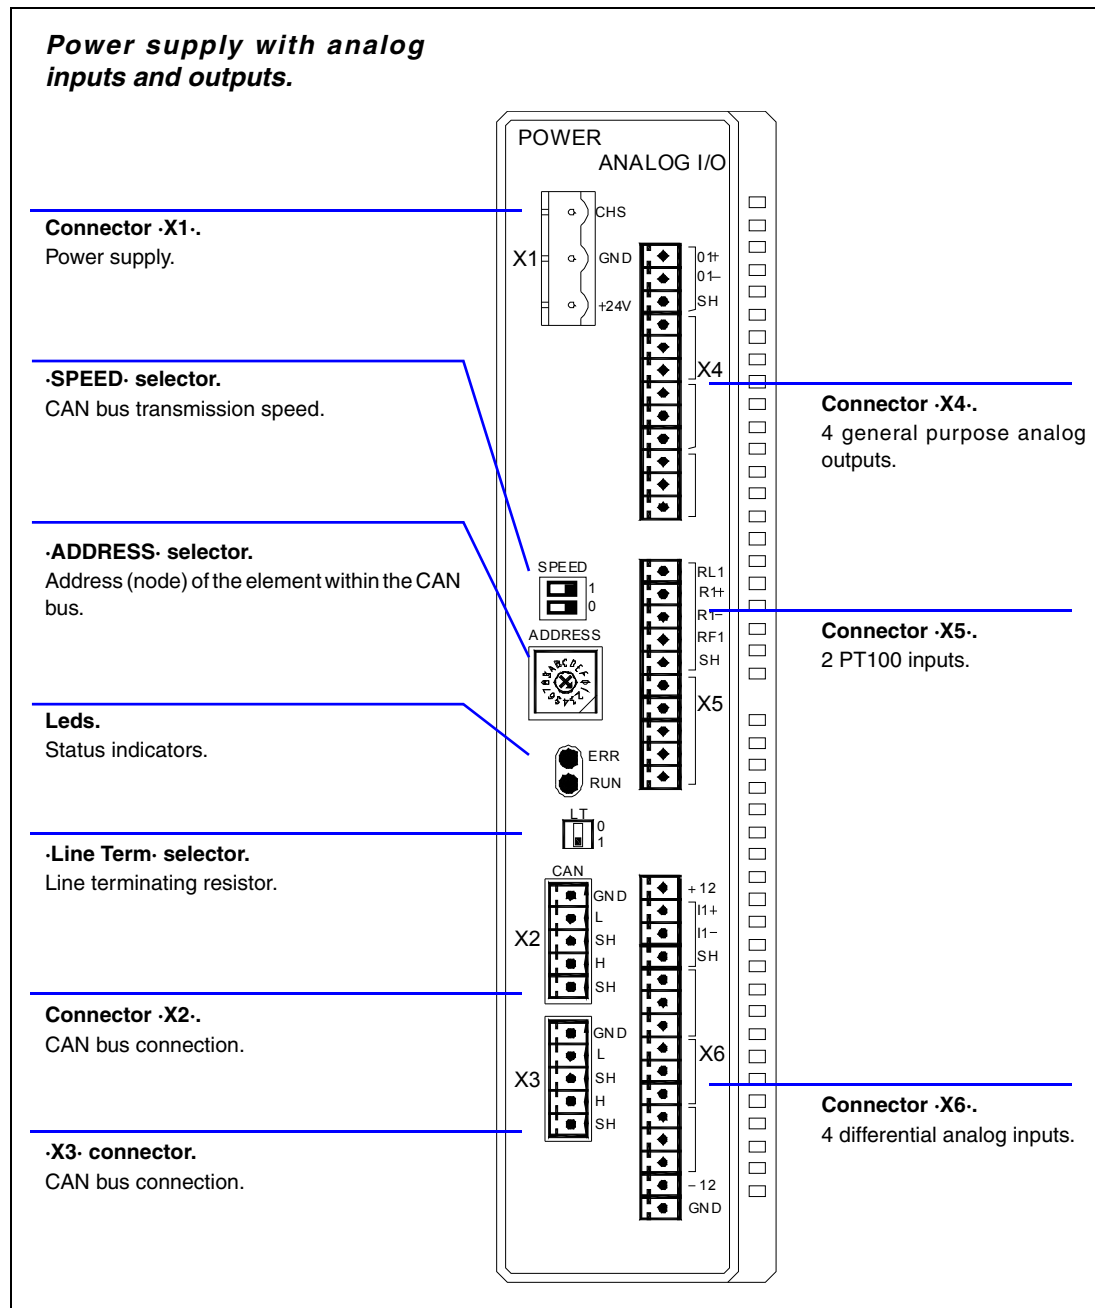 Power supply with analog
inputs and outputs.
POWER
ANALOG I/O
Connector ·X1·.
Power supply.
X1
CHS
GND
+24V
01+
01–
SH
X4
·SPEED· selector.
CAN bus transmission speed.
Connector ·X4·.
4 general purpose analog
outputs.
·ADDRESS· selector.
Address (node) of the element within the CAN
bus.
SPEED
1
0
ADDRESS
RL1
R1+
R1–
RF1
SH
X5
Connector ·X5·.
2 PT100 inputs.
Leds.
Status indicators.
ERR
RUN
LT
0
1
·Line Term· selector.
Line terminating resistor.
CAN
X2
GND
L
SH
H
SH
+12
I1+
I1–
SH
X6
Connector ·X2·.
CAN bus connection.
X3
GND
L
SH
H
SH
Connector ·X6·.
4 differential analog inputs.
·X3· connector.
CAN bus connection.
–12
GND